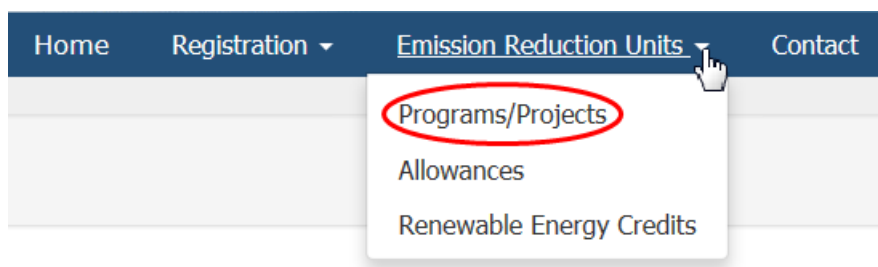 Home Registration Emission Reduction Units Contact
Programs/Projects
Allowances
Renewable Energy Credits